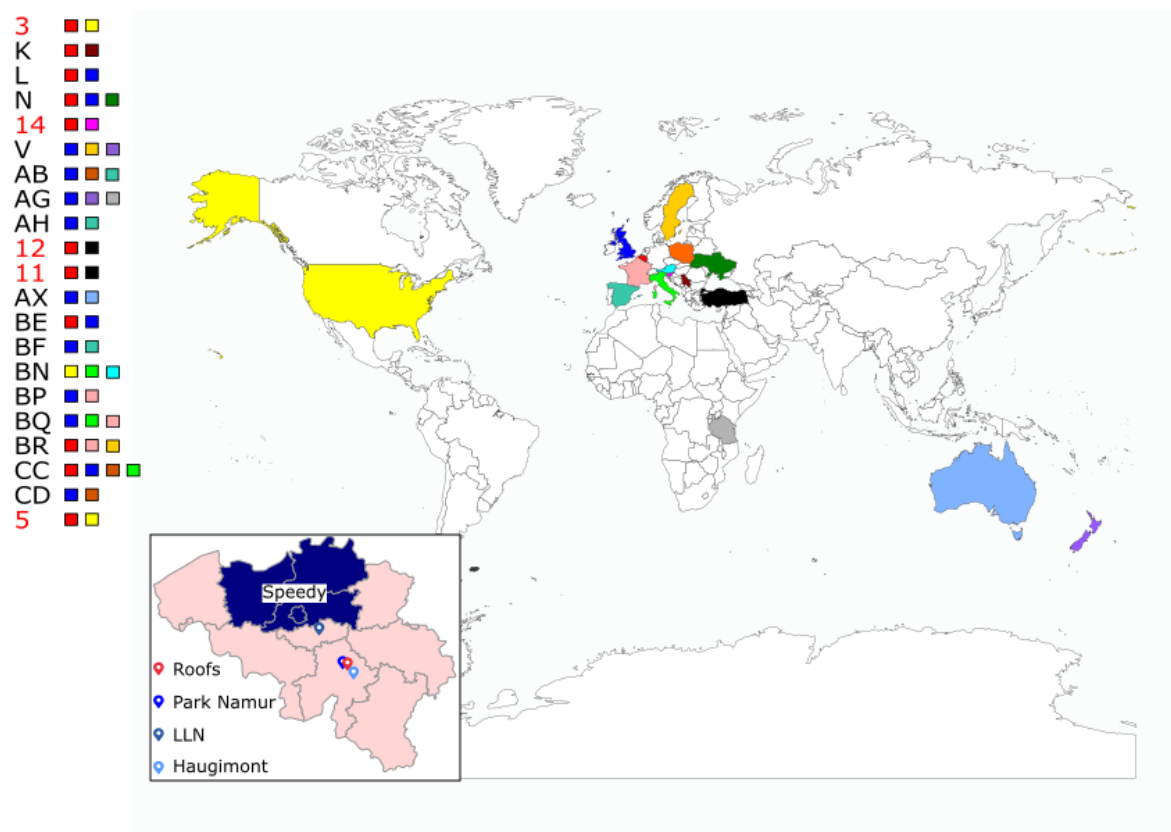 3
K
L
N
14
V
AB
AG
AH
12
11
AX
BE
BF
BN
BP
BQ
BR
CC
CD
5
Speedy
Roofs
Park Namur
LLN
Haugimont